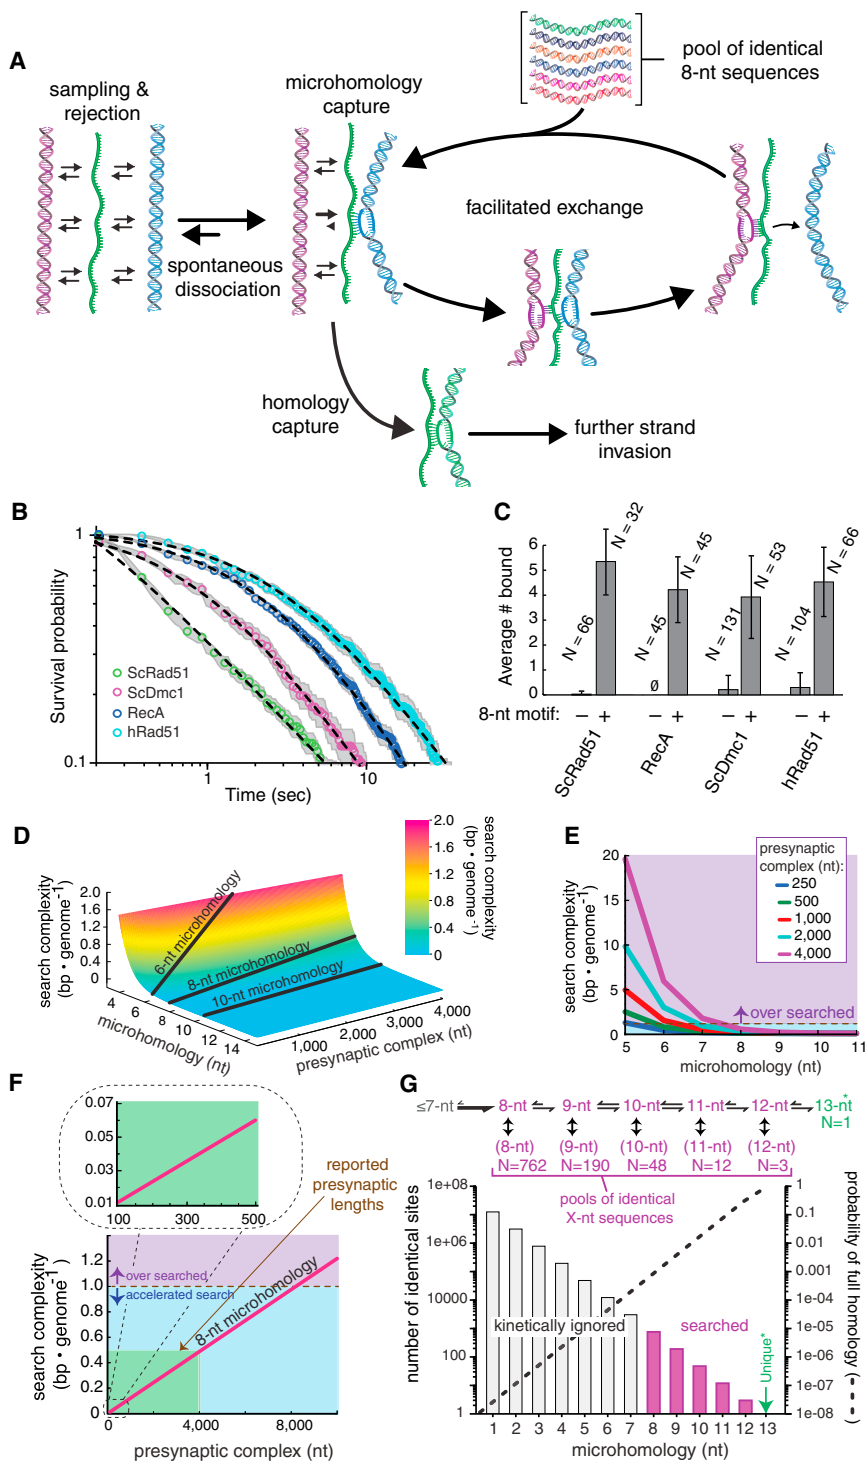 A
pool of identical
8-nt sequences
sampling &
rejection
microhomology
capture
facilitated exchange
spontaneous
dissociation
homology
capture
further strand
invasion
B
Survival probability
1
0.1
ScRad51
ScDmc1
RecA
hRad51
1
10
Time (sec)
C
Average # bound
6
5
4
3
2
1
0
N = 66
N = 32
N = 45
N = 45
N = 131
N = 53
N = 104
N = 66
ø
8-nt motif:
− + − + − + − +
ScRad51
RecA
ScDmc1
hRad51
D
search complexity
(bp • genome⁻¹)
2.0
1.6
1.2
0.8
0.4
0
6-nt microhomology
8-nt microhomology
10-nt microhomology
4
6
8
10
12
14
microhomology (nt)
1,000
2,000
3,000
4,000
presynaptic complex (nt)
2.0
1.6
1.2
0.8
0.4
0
search complexity
(bp • genome⁻¹)
E
search complexity
(bp • genome⁻¹)
20
15
10
5
0
presynaptic
complex (nt):
250
500
1,000
2,000
4,000
over searched
5 6 7 8 9 10 11
microhomology (nt)
F
0.07
0.05
0.03
0.01
100 300 500
reported
presynaptic
lengths
search complexity
(bp • genome⁻¹)
1.2
1.0
0.8
0.6
0.4
0.2
0
over searched
accelerated search
8-nt microhomology
0 4,000 8,000
presynaptic complex (nt)
G
≤7-nt 8-nt 9-nt 10-nt 11-nt 12-nt 13-nt*
N=1
(8-nt) (9-nt) (10-nt) (11-nt) (12-nt)
N=762 N=190 N=48 N=12 N=3
pools of identical
X-nt sequences
number of identical sites
1e+08
1e+06
10000
100
1
kinetically ignored
searched
Unique*
1
0.1
0.01
0.001
1e-04
1e-05
1e-06
1e-07
1e-08
probability of full homology (---)
1 2 3 4 5 6 7 8 9 10 11 12 13
microhomology (nt)